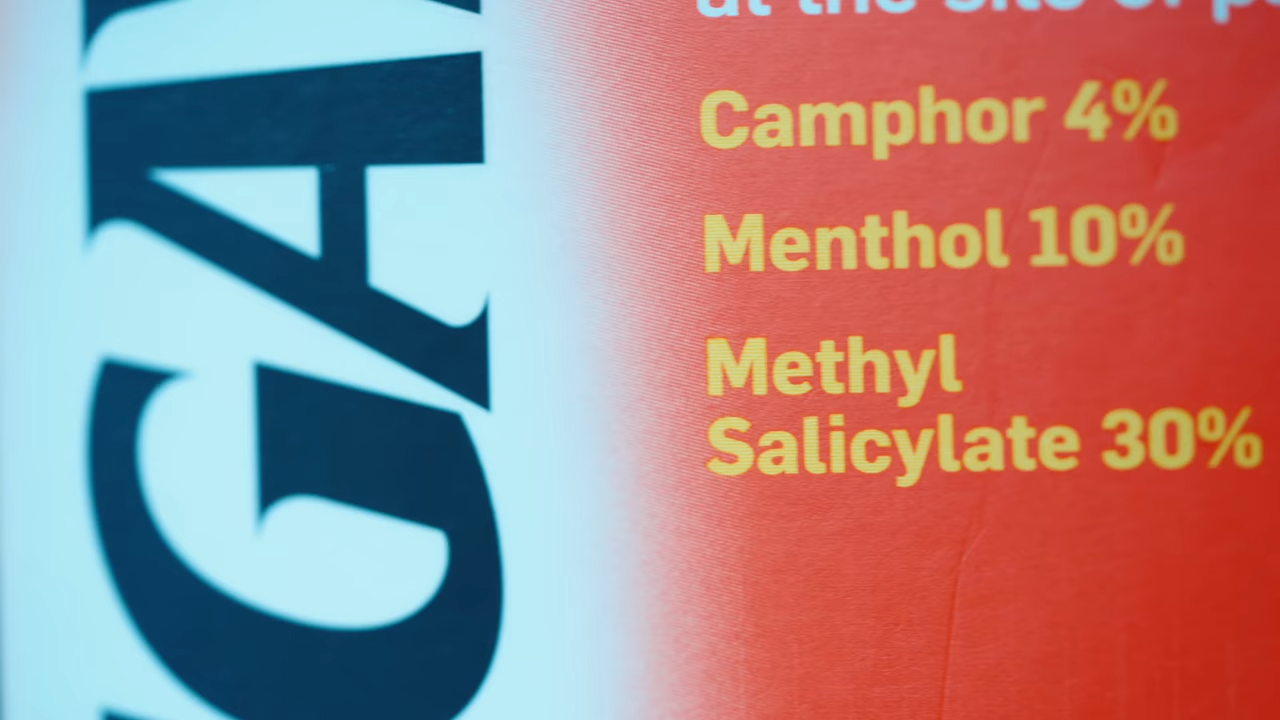 GA
at the site of
Camphor 4%
Menthol 10%
Methyl
Salicylate 30%